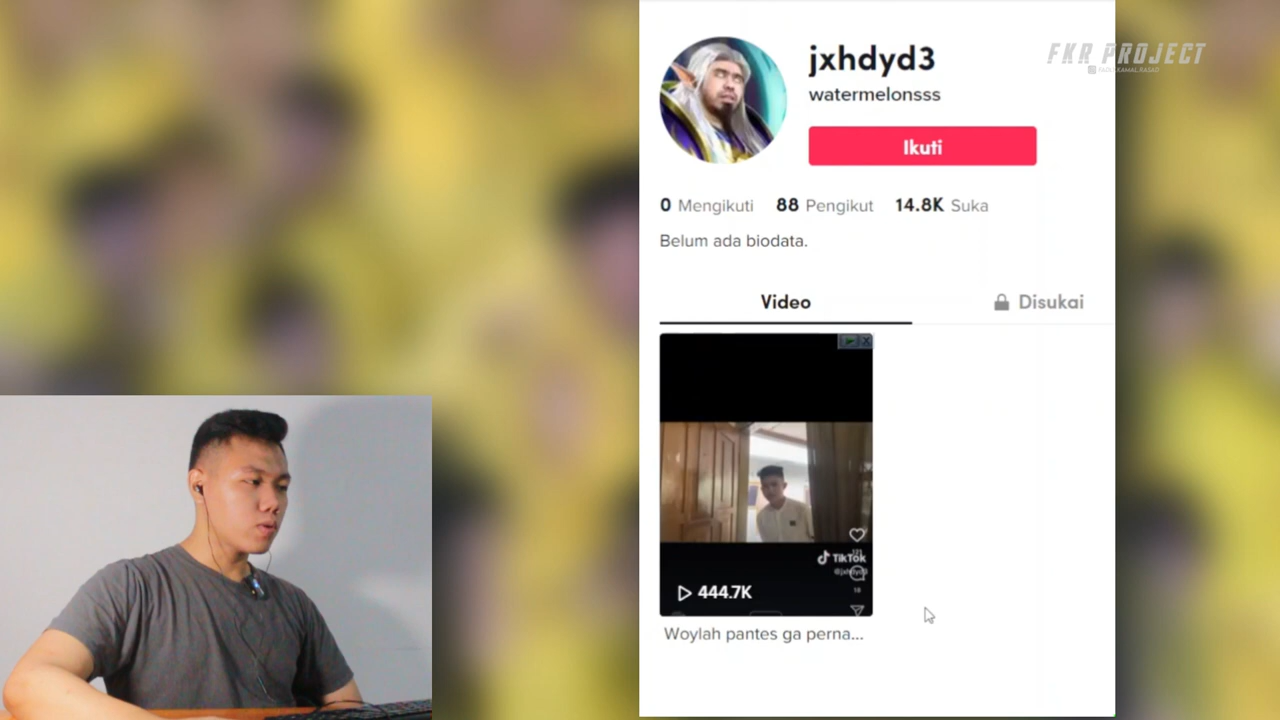 FKR PROJECT
jxhdyd3
watermelonsss
Ikuti
0 Mengikuti 88 Pengikut 14.8K Suka
Belum ada biodata.
Video
Disukai
TikTok
18
444.7K
Woylah pantes ga perna...